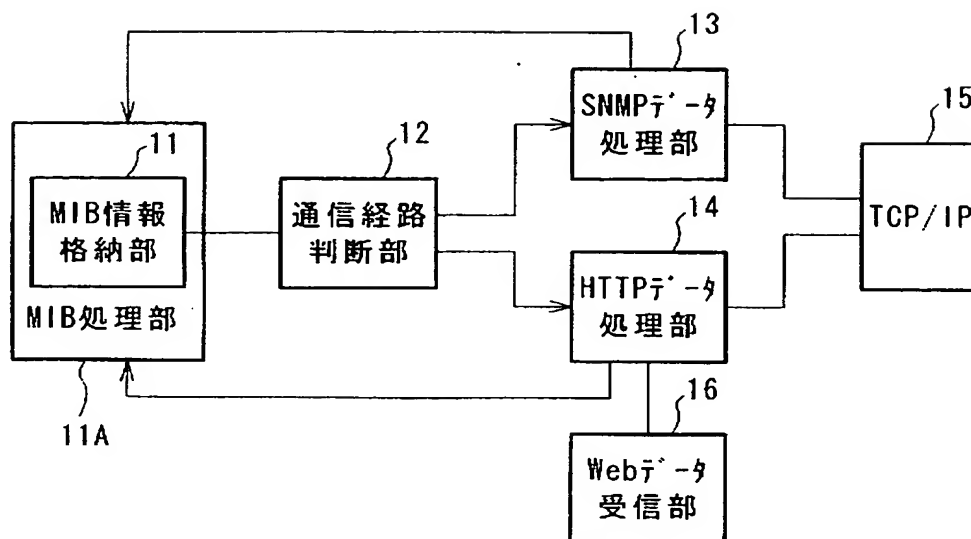 13
SNMPデータ
処理部
15
TCP/IP
11
MIB情報
格納部
MIB処理部
11A
12
通信経路
判断部
14
HTTPデータ
処理部
16
Webデータ
受信部